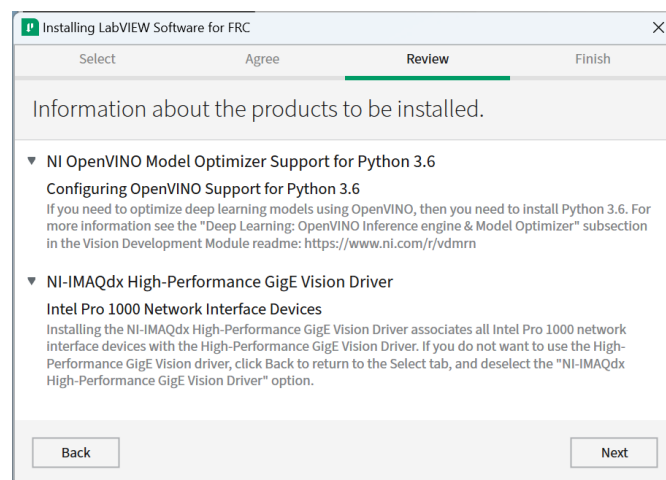 Installing LabVIEW Software for FRC
Select Agree Review Finish
Information about the products to be installed.
NI OpenVINO Model Optimizer Support for Python 3.6
Configuring OpenVINO Support for Python 3.6
If you need to optimize deep learning models using OpenVINO, then you need to install Python 3.6. For
more information see the "Deep Learning: OpenVINO Inference engine & Model Optimizer" subsection
in the Vision Development Module readme: https://www.ni.com/r/vdmrn
NI-IMAQdx High-Performance GigE Vision Driver
Intel Pro 1000 Network Interface Devices
Installing the NI-IMAQdx High-Performance GigE Vision Driver associates all Intel Pro 1000 network
interface devices with the High-Performance GigE Vision Driver. If you do not want to use the High-
Performance GigE Vision driver, click Back to return to the Select tab, and deselect the "NI-IMAQdx
High-Performance GigE Vision Driver" option.
Back Next